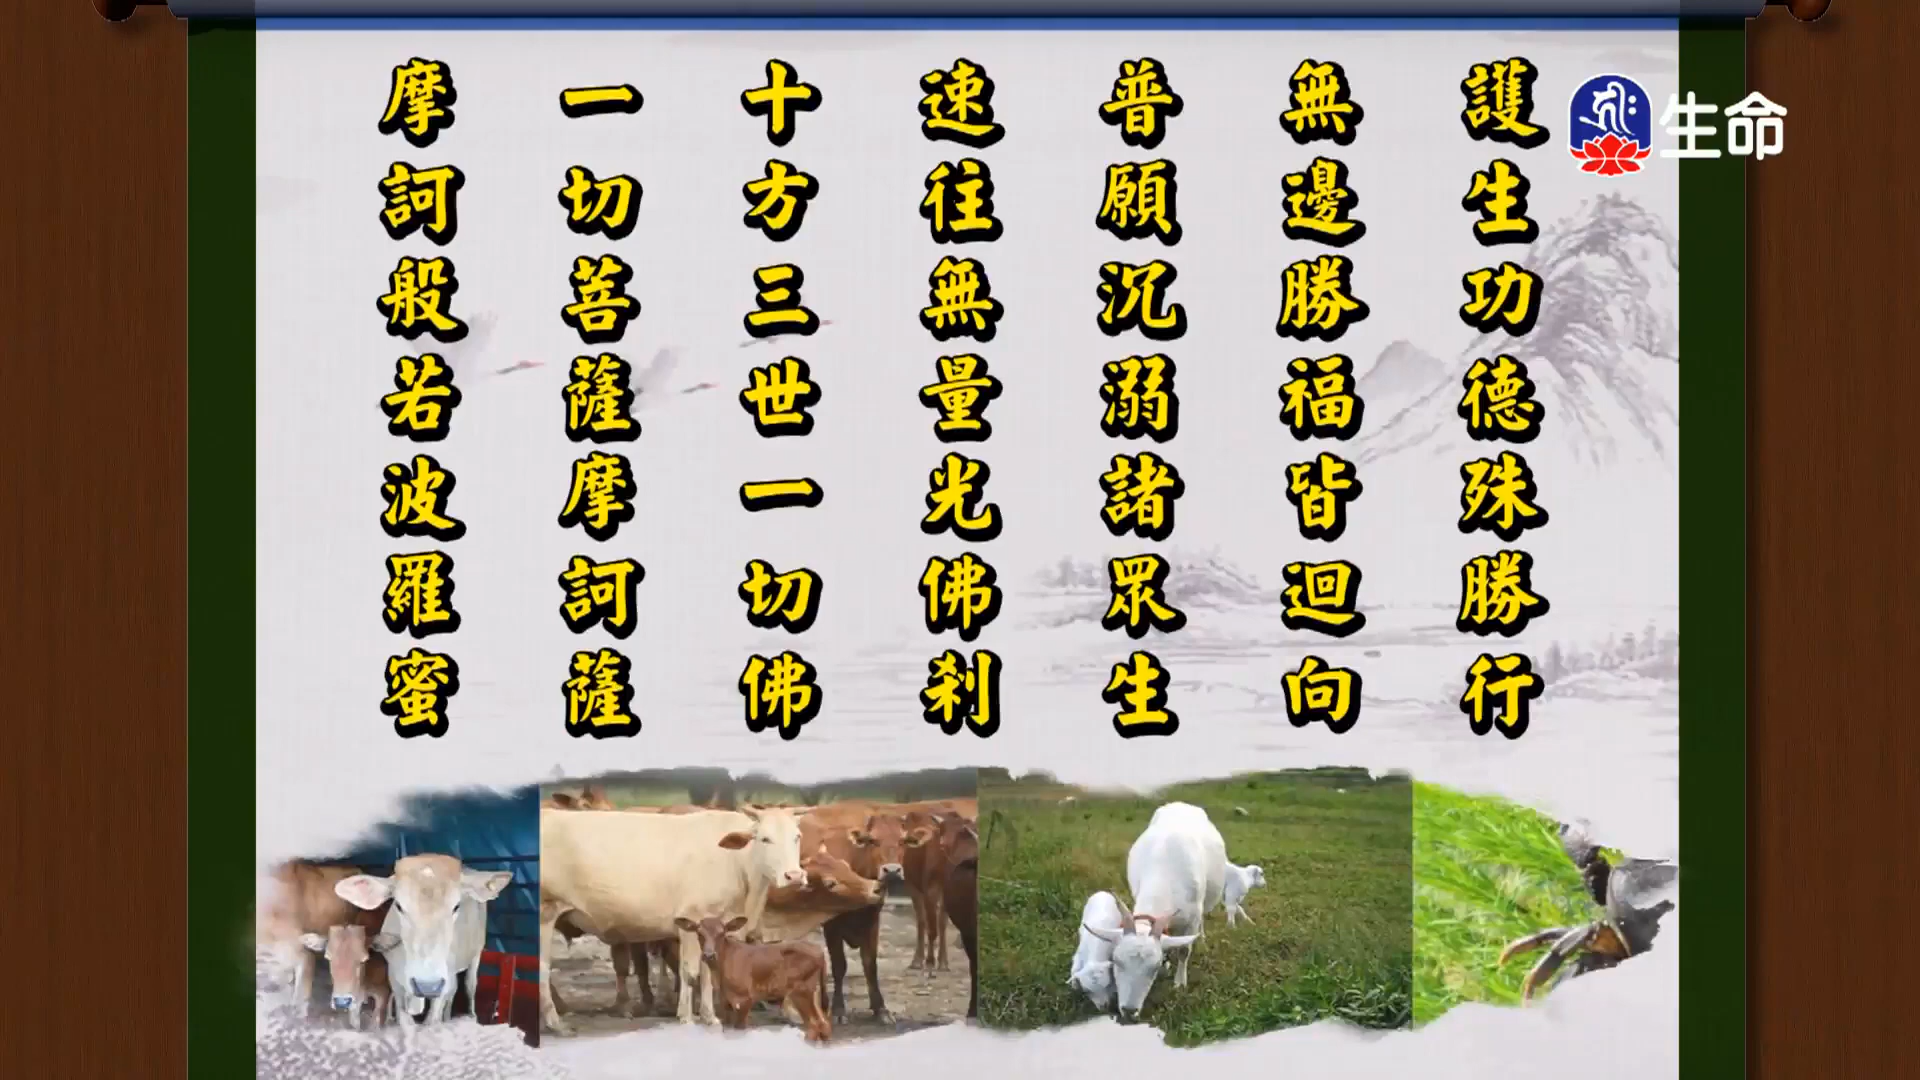 護生功德殊勝行
無邊勝福皆迴向
普願沉溺諸眾生
速往無量光佛剎
十方三世一切佛
一切菩薩摩訶薩
摩訶般若波羅蜜
生命